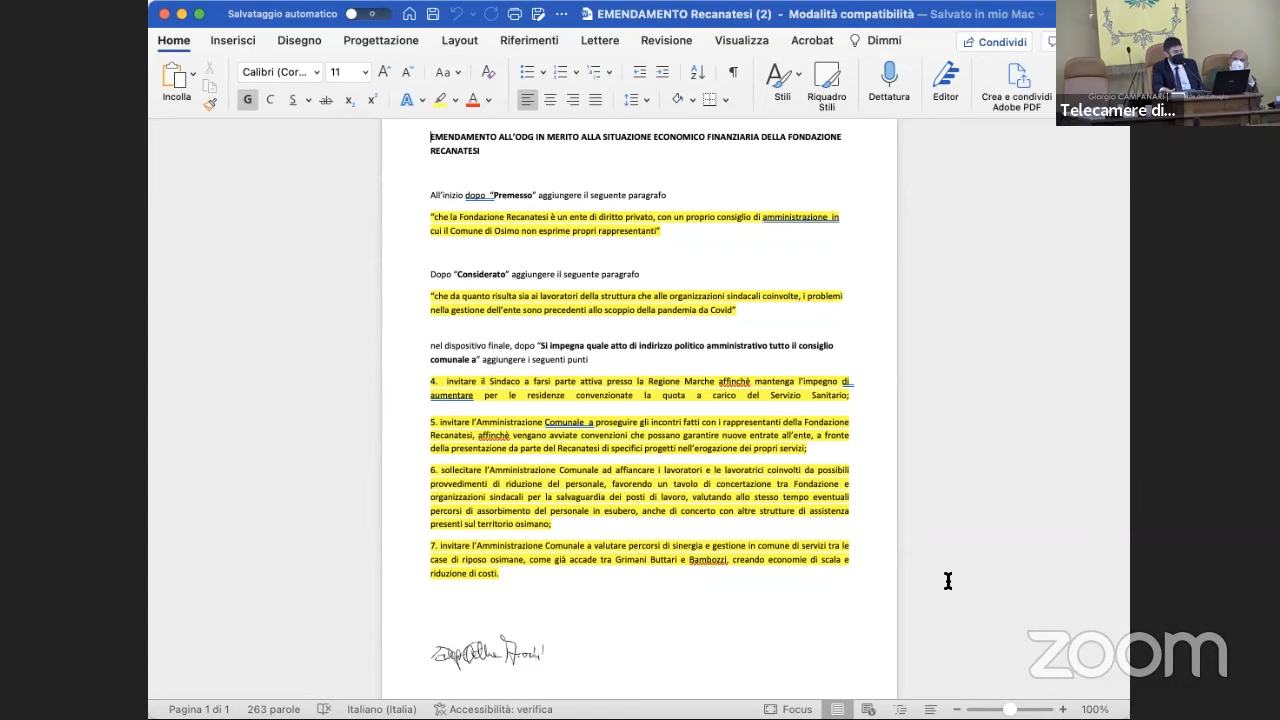 Salvataggio automatico
EMENDAMENTO Recanatesi (2) - Modalità compatibilità — Salvato in mio Mac
Home Inserisci Disegno Progettazione Layout Riferimenti Lettere Revisione Visualizza Acrobat Dimmi Condividi
Incolla
Calibri (Cor... 11
Stili
Riquadro Stili
Dettatura
Editor
Crea e condividi Adobe PDF
Giorgio CAMPANARI
Telecamere di...
EMENDAMENTO ALL'ODG IN MERITO ALLA SITUAZIONE ECONOMICO FINANZIARIA DELLA FONDAZIONE
RECANATESI
All'inizio dopo "Premesso" aggiungere il seguente paragrafo
"che la Fondazione Recanatesi è un ente di diritto privato, con un proprio consiglio di amministrazione in
cui il Comune di Osimo non esprime propri rappresentanti"
Dopo "Considerato" aggiungere il seguente paragrafo
"che da quanto risulta sia ai lavoratori della struttura che alle organizzazioni sindacali coinvolte, i problemi
nella gestione dell'ente sono precedenti allo scoppio della pandemia da Covid"
nel dispositivo finale, dopo "Si impegna quale atto di indirizzo politico amministrativo tutto il consiglio
comunale a" aggiungere i seguenti punti
4. invitare il Sindaco a farsi parte attiva presso la Regione Marche affinchè mantenga l'impegno di
aumentare per le residenze convenzionate la quota a carico del Servizio Sanitario;
5. invitare l'Amministrazione Comunale a proseguire gli incontri fatti con i rappresentanti della Fondazione
Recanatesi, affinchè vengano avviate convenzioni che possano garantire nuove entrate all'ente, a fronte
della presentazione da parte del Recanatesi di specifici progetti nell'erogazione dei propri servizi;
6. sollecitare l'Amministrazione Comunale ad affiancare i lavoratori e le lavoratrici coinvolti da possibili
provvedimenti di riduzione del personale, favorendo un tavolo di concertazione tra Fondazione e
organizzazioni sindacali per la salvaguardia dei posti di lavoro, valutando allo stesso tempo eventuali
percorsi di assorbimento del personale in esubero, anche di concerto con altre strutture di assistenza
presenti sul territorio osimano;
7. invitare l'Amministrazione Comunale a valutare percorsi di sinergia e gestione in comune di servizi tra le
case di riposo osimane, come già accade tra Grimani Buttari e Bambozzi, creando economie di scala e
riduzione di costi.
zoom
Pagina 1 di 1 263 parole Italiano (Italia) Accessibilità: verifica Focus 100%